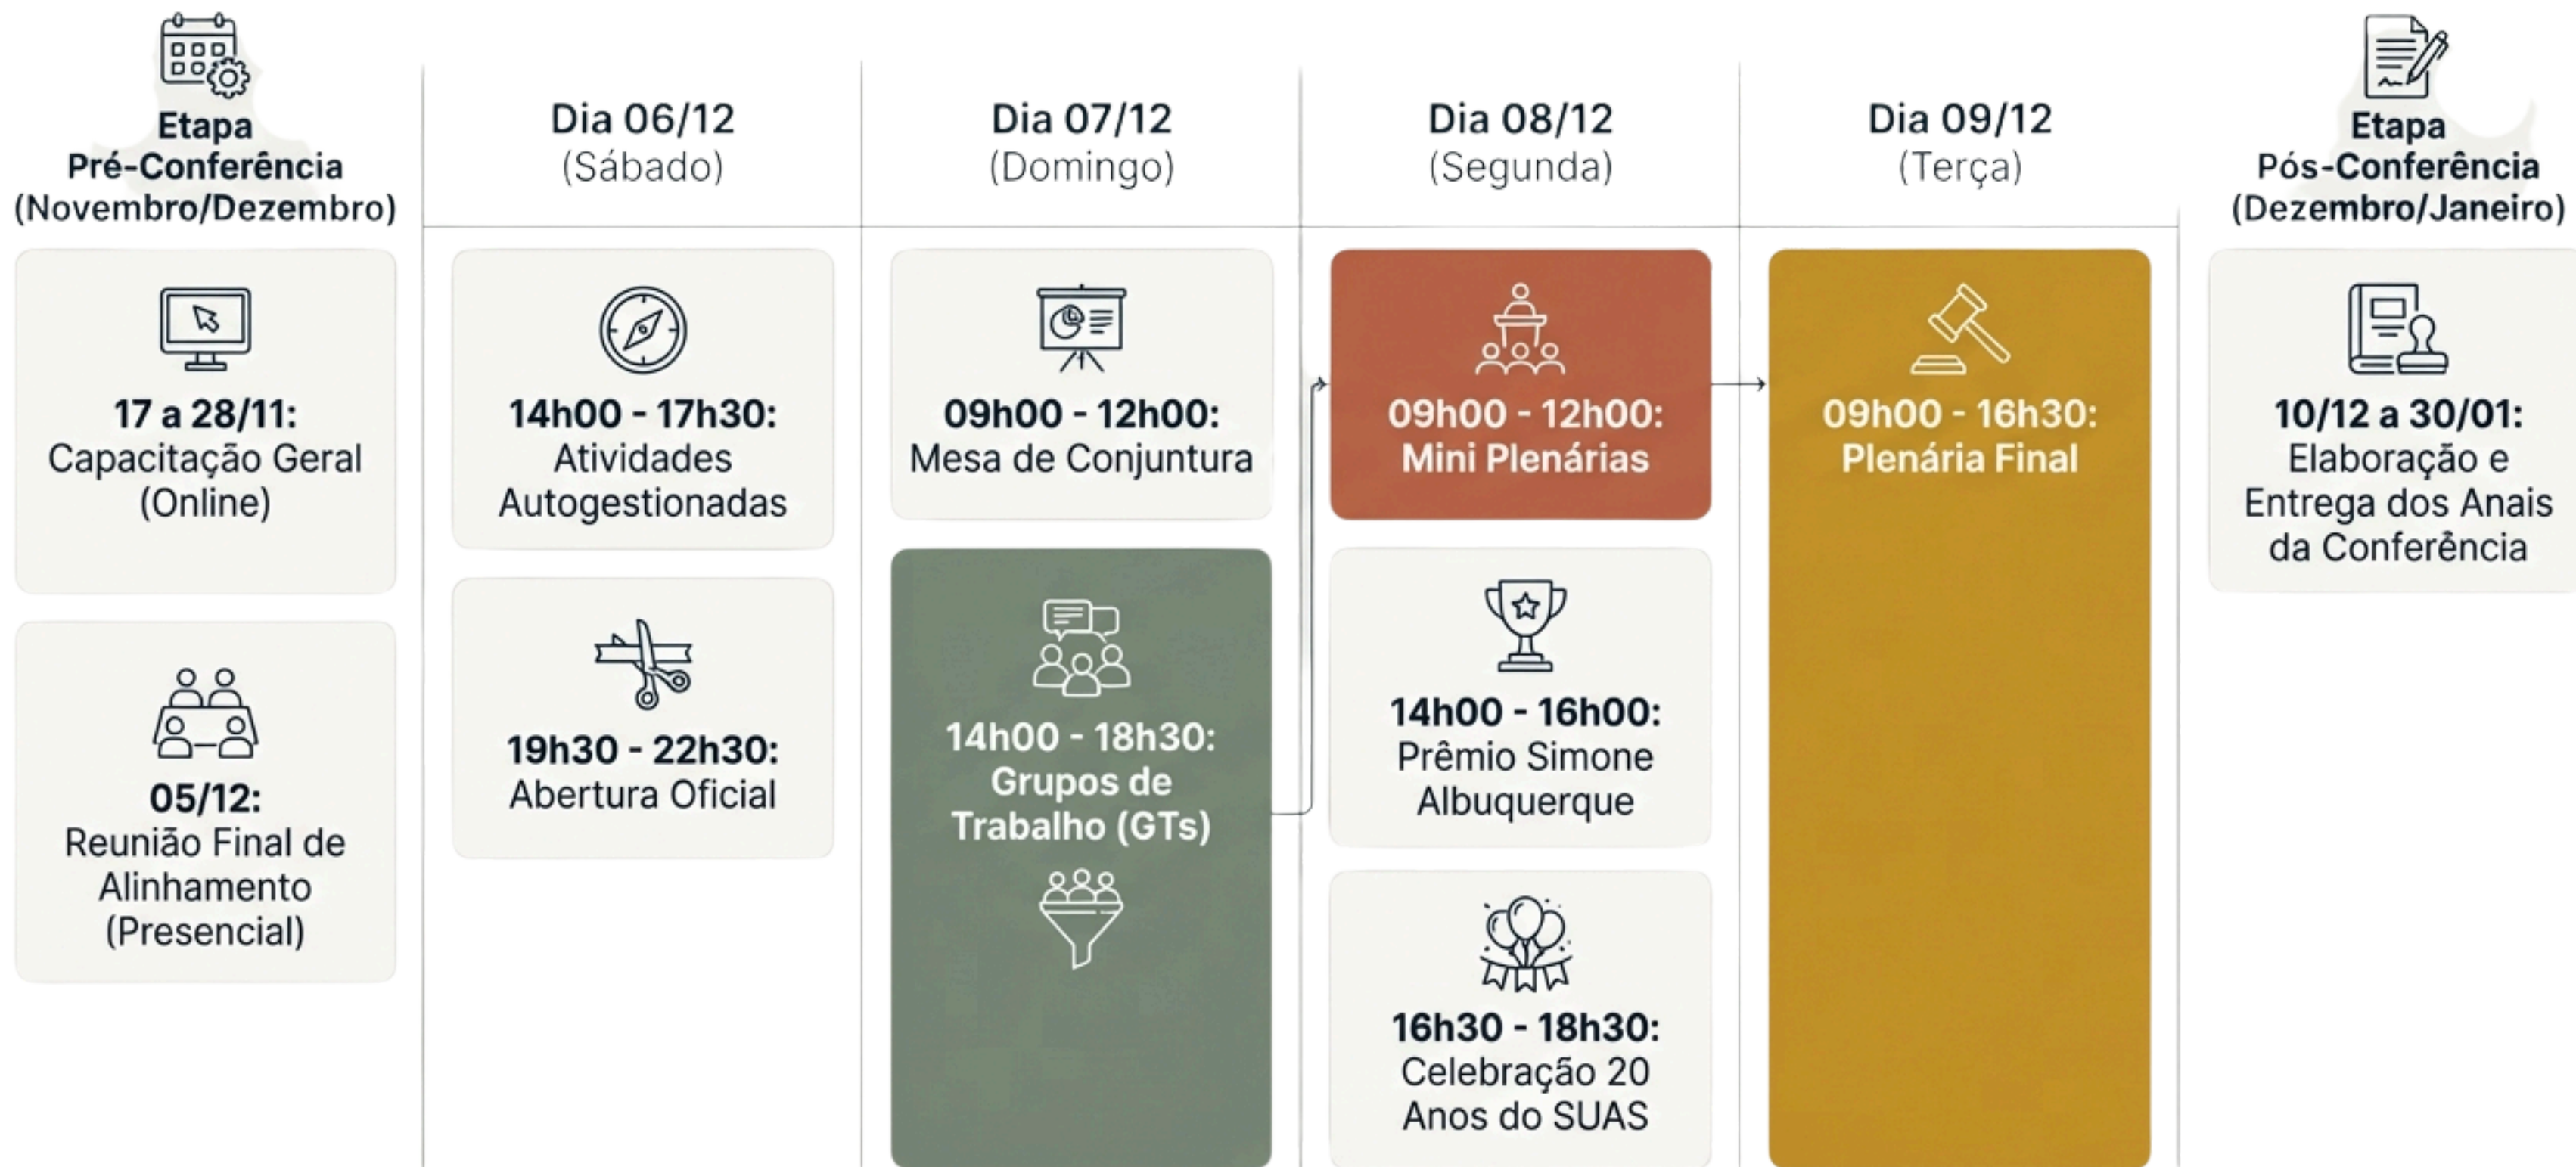 Etapa
Pré-Conferência
(Novembro/Dezembro)
17 a 28/11:
Capacitação Geral
(Online)
05/12:
Reunião Final de
Alinhamento
(Presencial)
Dia 06/12
(Sábado)
14h00 - 17h30:
Atividades
Autogestionadas
19h30 - 22h30:
Abertura Oficial
Dia 07/12
(Domingo)
09h00 - 12h00:
Mesa de Conjuntura
14h00 - 18h30:
Grupos de
Trabalho (GTs)
Dia 08/12
(Segunda)
09h00 - 12h00:
Mini Plenárias
14h00 - 16h00:
Prêmio Simone
Albuquerque
16h30 - 18h30:
Celebração 20
Anos do SUAS
Dia 09/12
(Terça)
09h00 - 16h30:
Plenária Final
Etapa
Pós-Conferência
(Dezembro/Janeiro)
10/12 a 30/01:
Elaboração e
Entrega dos Anais
da Conferência